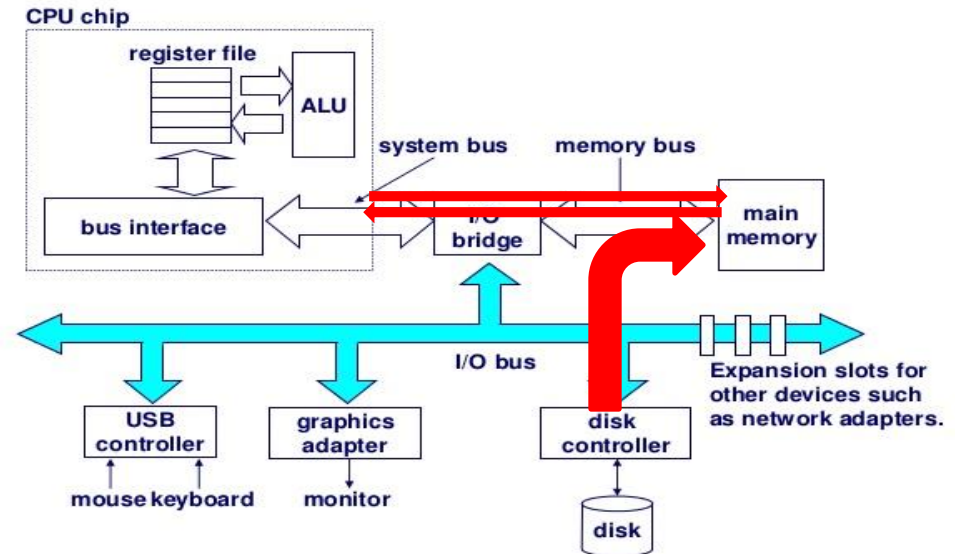 CPU chip
register file
ALU
system bus
memory bus
bus interface
I/O
bridge
main
memory
I/O bus
Expansion slots for
other devices such
as network adapters.
USB
controller
graphics
adapter
disk
controller
mouse keyboard
monitor
disk